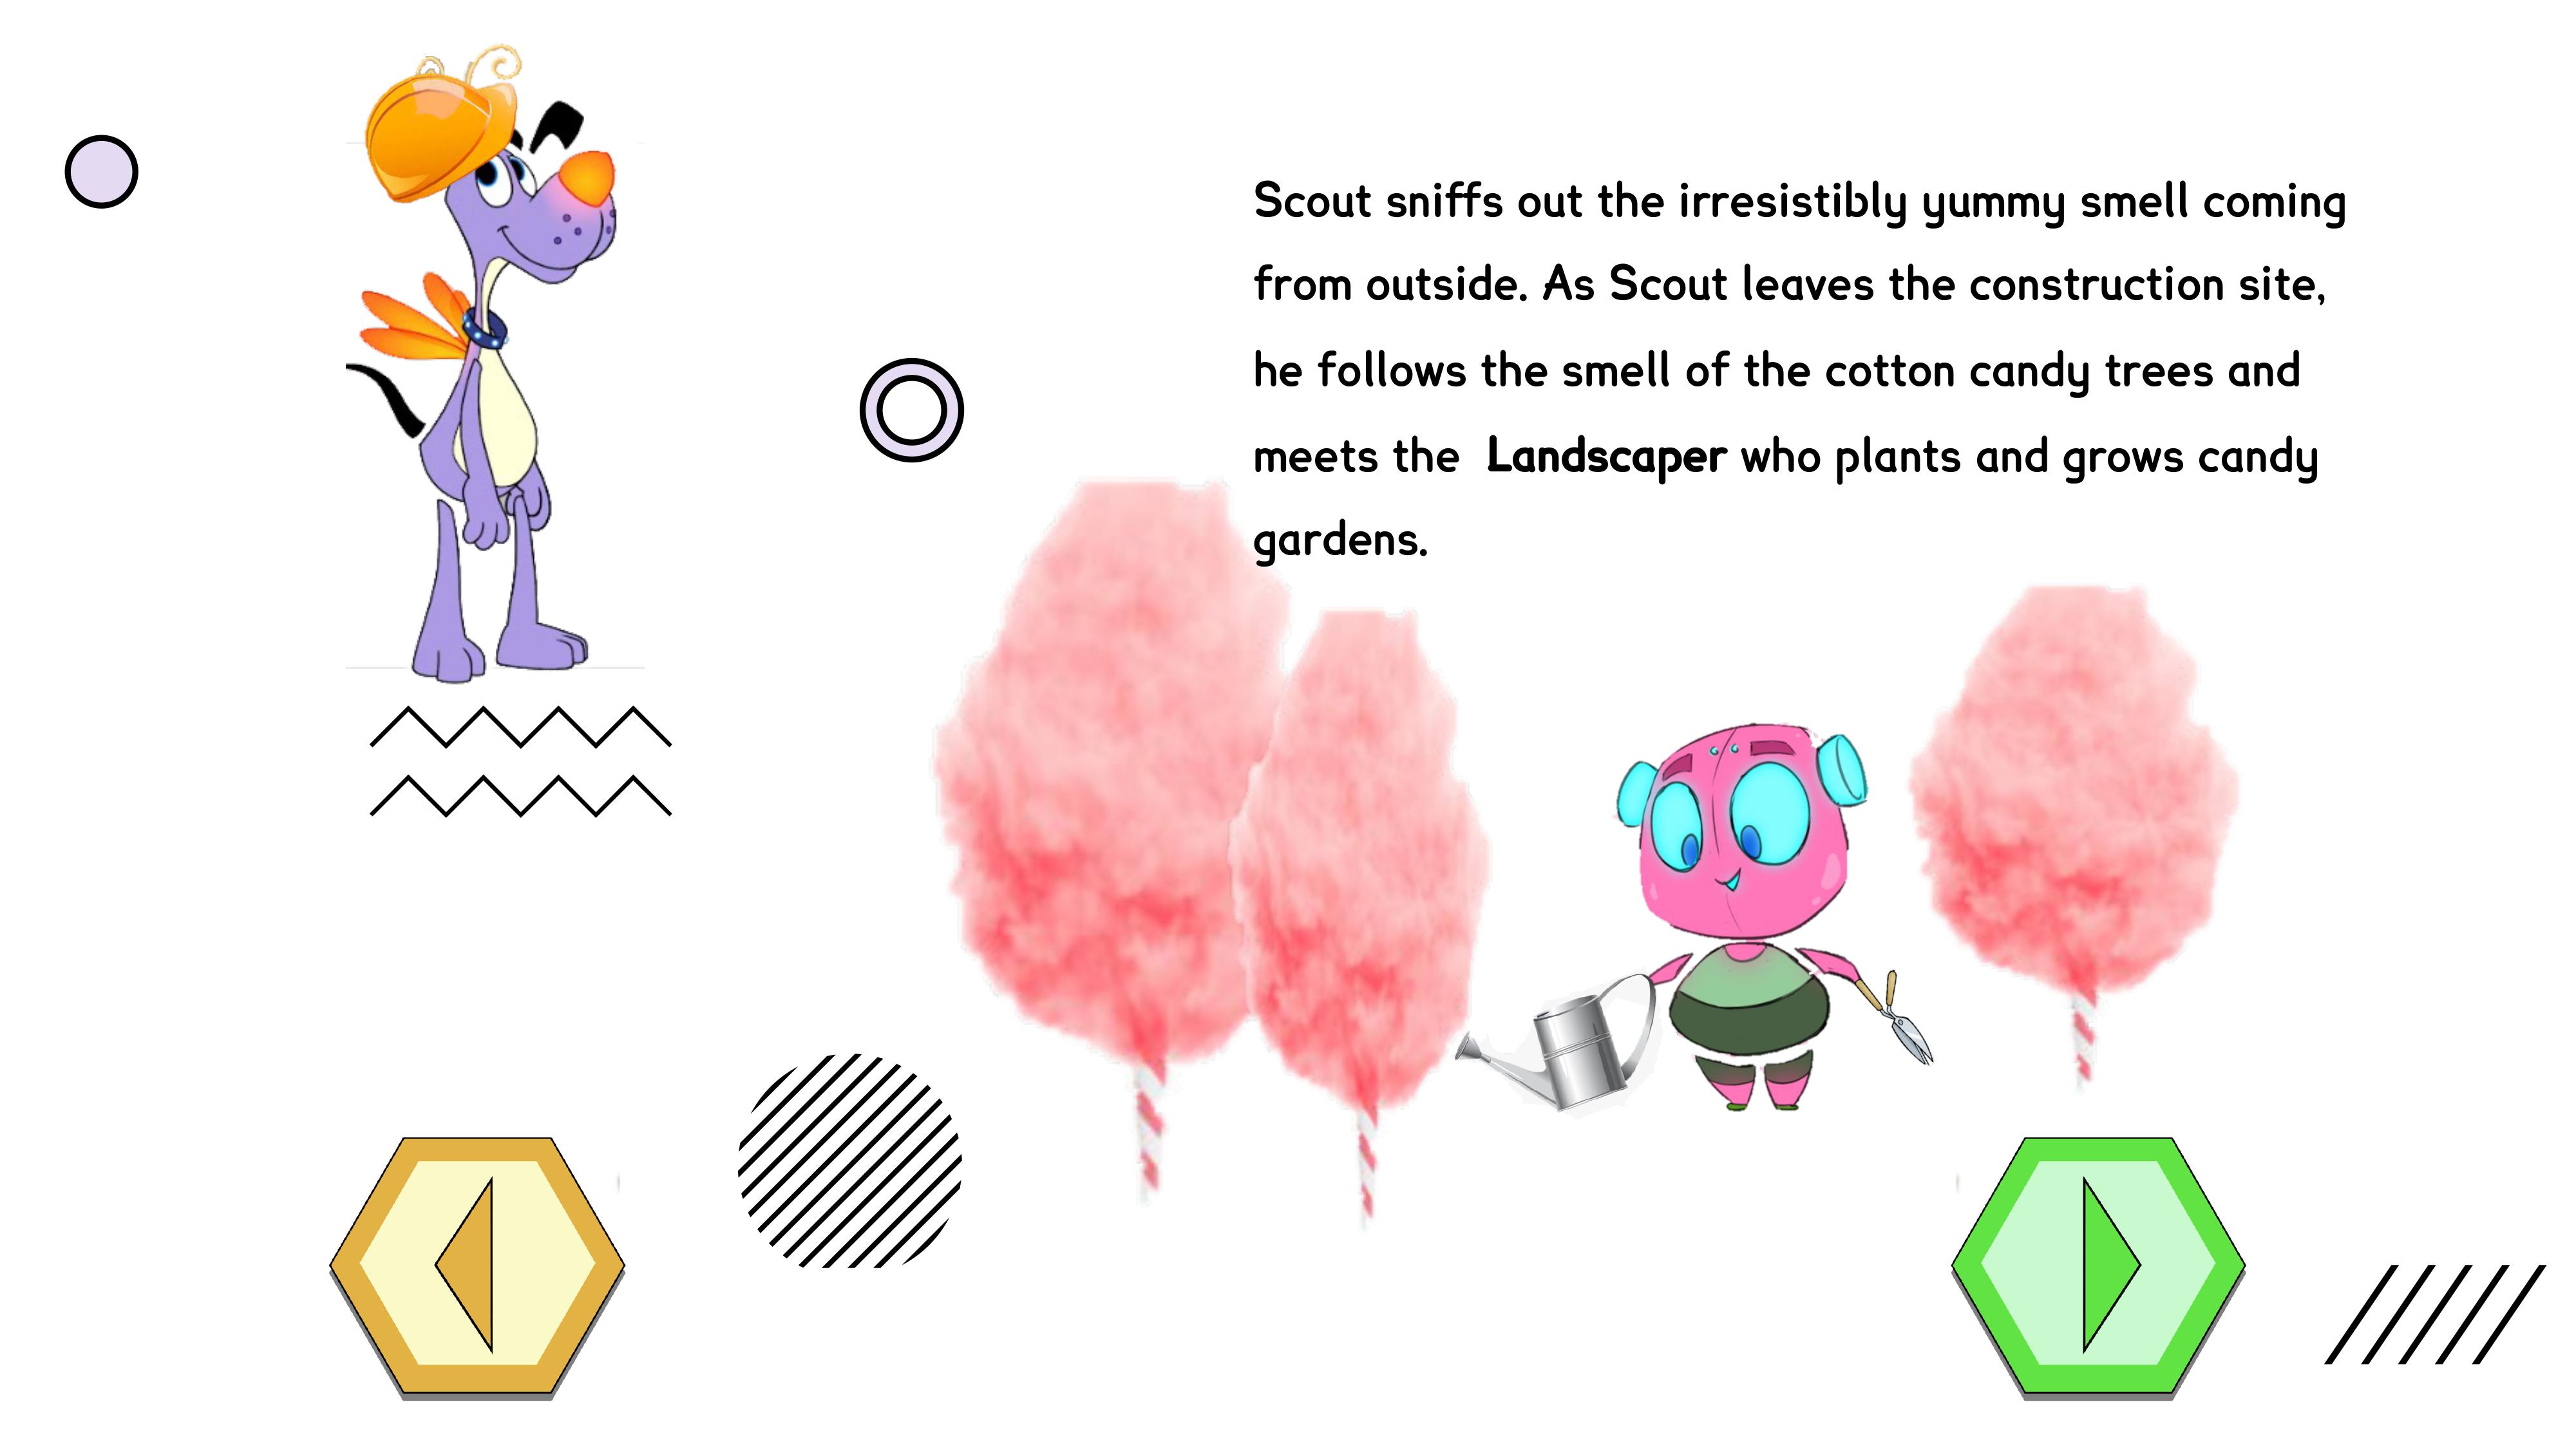 Scout sniffs out the irresistibly yummy smell coming
from outside. As Scout leaves the construction site,
he follows the smell of the cotton candy trees and
meets the Landscaper who plants and grows candy
gardens.